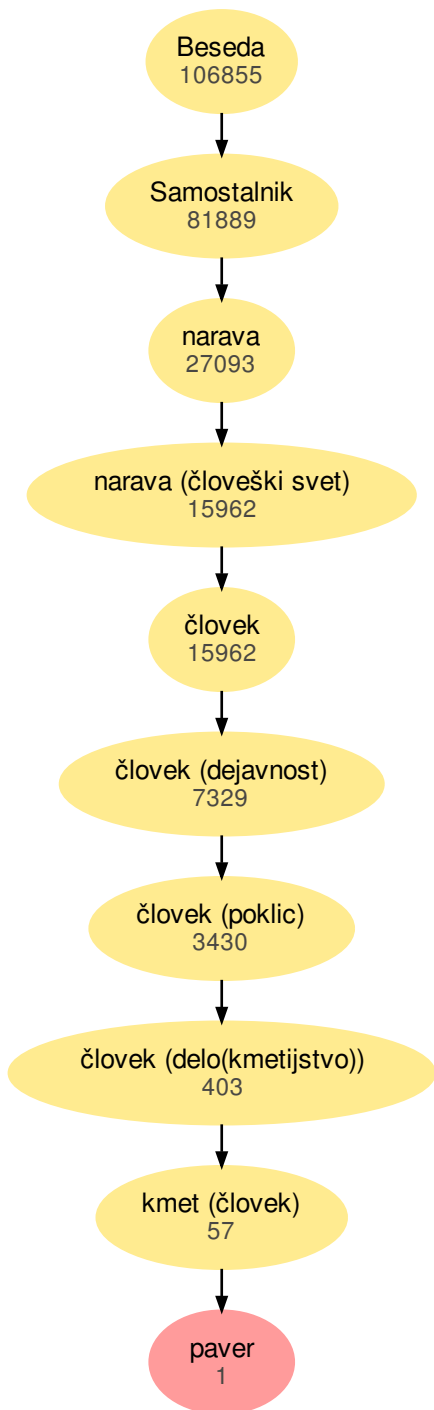 Beseda
106855
Samostalnik
81889
narava
27093
narava (človeški svet)
15962
človek
15962
človek (dejavnost)
7329
človek (poklic)
3430
človek (delo(kmetijstvo))
403
kmet (človek)
57
paver
1